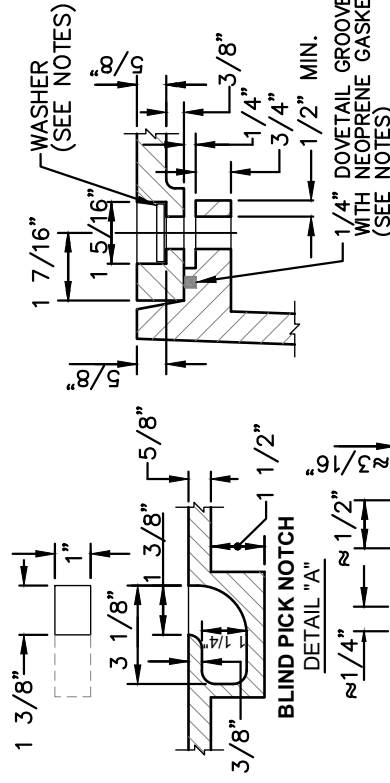 1 3/8"
1"
3 1/8"
1 3/8"
5/8"
1 1/4"
3/8"
1 1/2"
BLIND PICK NOTCH
DETAIL "A"
≈1/4"
≈ 1/2"
≈3/16"
5/8"
1 7/16"
1 5/16"
WASHER
(SEE NOTES)
5/8"
3/8"
1/4"
3/4"
1/2" MIN.
1/4" DOVETAIL GROOVE
WITH NEOPRENE GASKE
(SEE NOTES)